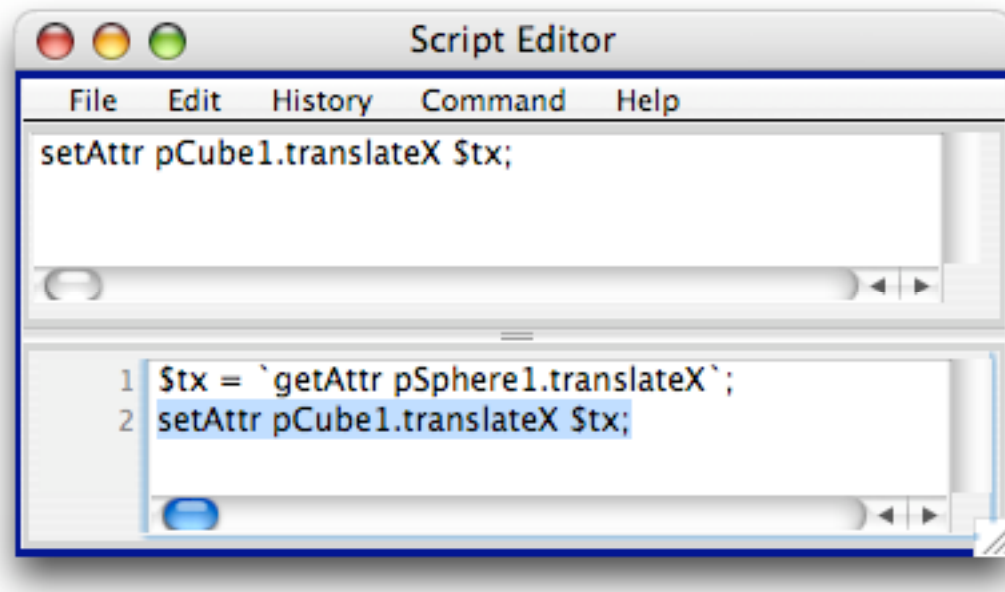 Script Editor
File Edit History Command Help
setAttr pCube1.translateX $tx;
1 $tx = `getAttr pSphere1.translateX`;
2 setAttr pCube1.translateX $tx;